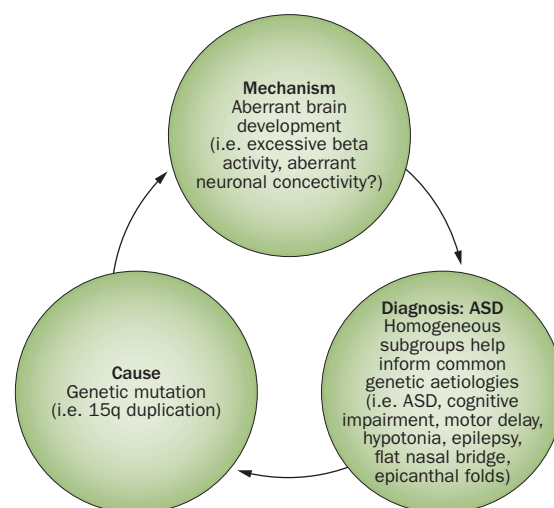 Mechanism
Aberrant brain
development
(i.e. excessive beta
activity, aberrant
neuronal concectivity?)
Diagnosis: ASD
Homogeneous
subgroups help
inform common
genetic aetiologies
(i.e. ASD, cognitive
impairment, motor delay,
hypotonia, epilepsy,
flat nasal bridge,
epicanthal folds)
Cause
Genetic mutation
(i.e. 15q duplication)